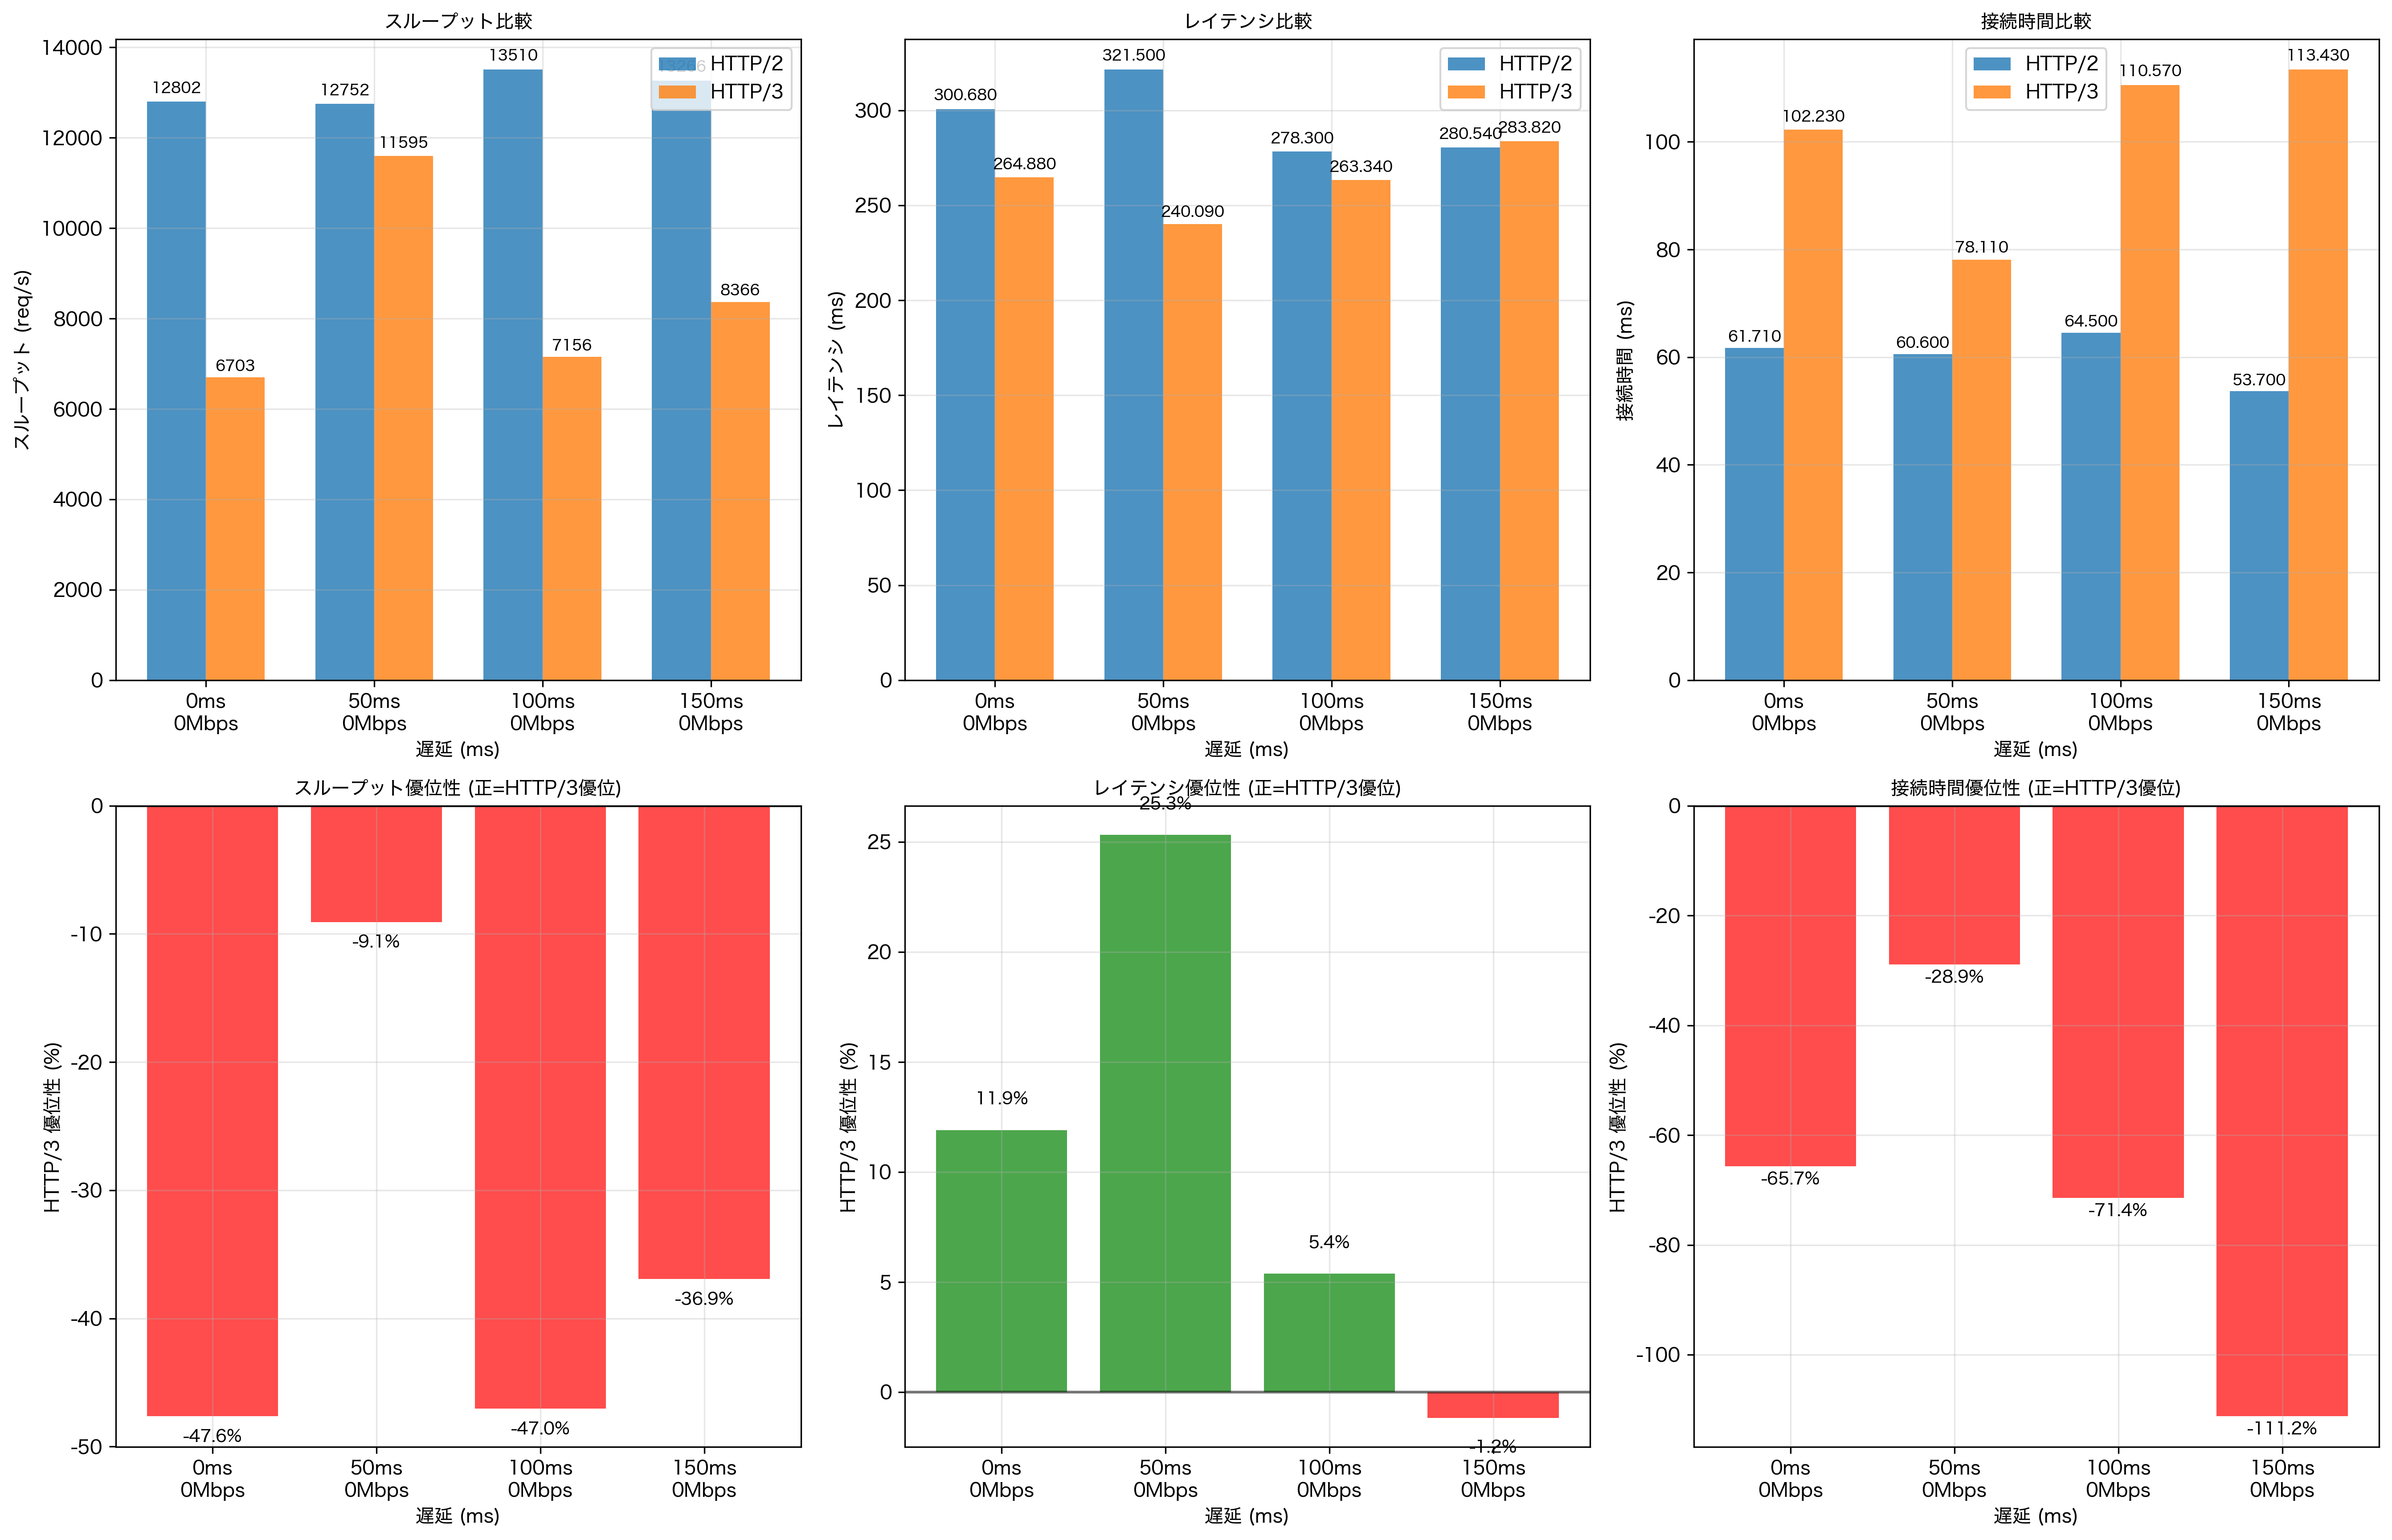 スループット比較
スループット (req/s)
14000
12000
10000
8000
6000
4000
2000
0
12802
6703
12752
11595
13510
7156
8366
HTTP/2
HTTP/3
0ms
0Mbps
50ms
0Mbps
100ms
0Mbps
150ms
0Mbps
遅延 (ms)
レイテンシ比較
レイテンシ (ms)
300
250
200
150
100
50
0
300.680
264.880
321.500
240.090
278.300
263.340
280.540
283.820
HTTP/2
HTTP/3
0ms
0Mbps
50ms
0Mbps
100ms
0Mbps
150ms
0Mbps
遅延 (ms)
接続時間比較
接続時間 (ms)
100
80
60
40
20
0
61.710
102.230
60.600
78.110
64.500
110.570
53.700
113.430
HTTP/2
HTTP/3
0ms
0Mbps
50ms
0Mbps
100ms
0Mbps
150ms
0Mbps
遅延 (ms)
スループット優位性 (正=HTTP/3優位)
HTTP/3 優位性 (%)
0
-10
-20
-30
-40
-50
-47.6%
-9.1%
-47.0%
-36.9%
0ms
0Mbps
50ms
0Mbps
100ms
0Mbps
150ms
0Mbps
遅延 (ms)
レイテンシ優位性 (正=HTTP/3優位)
HTTP/3 優位性 (%)
25
20
15
10
5
0
11.9%
25.3%
5.4%
-1.2%
0ms
0Mbps
50ms
0Mbps
100ms
0Mbps
150ms
0Mbps
遅延 (ms)
接続時間優位性 (正=HTTP/3優位)
HTTP/3 優位性 (%)
0
-20
-40
-60
-80
-100
-65.7%
-28.9%
-71.4%
-111.2%
0ms
0Mbps
50ms
0Mbps
100ms
0Mbps
150ms
0Mbps
遅延 (ms)